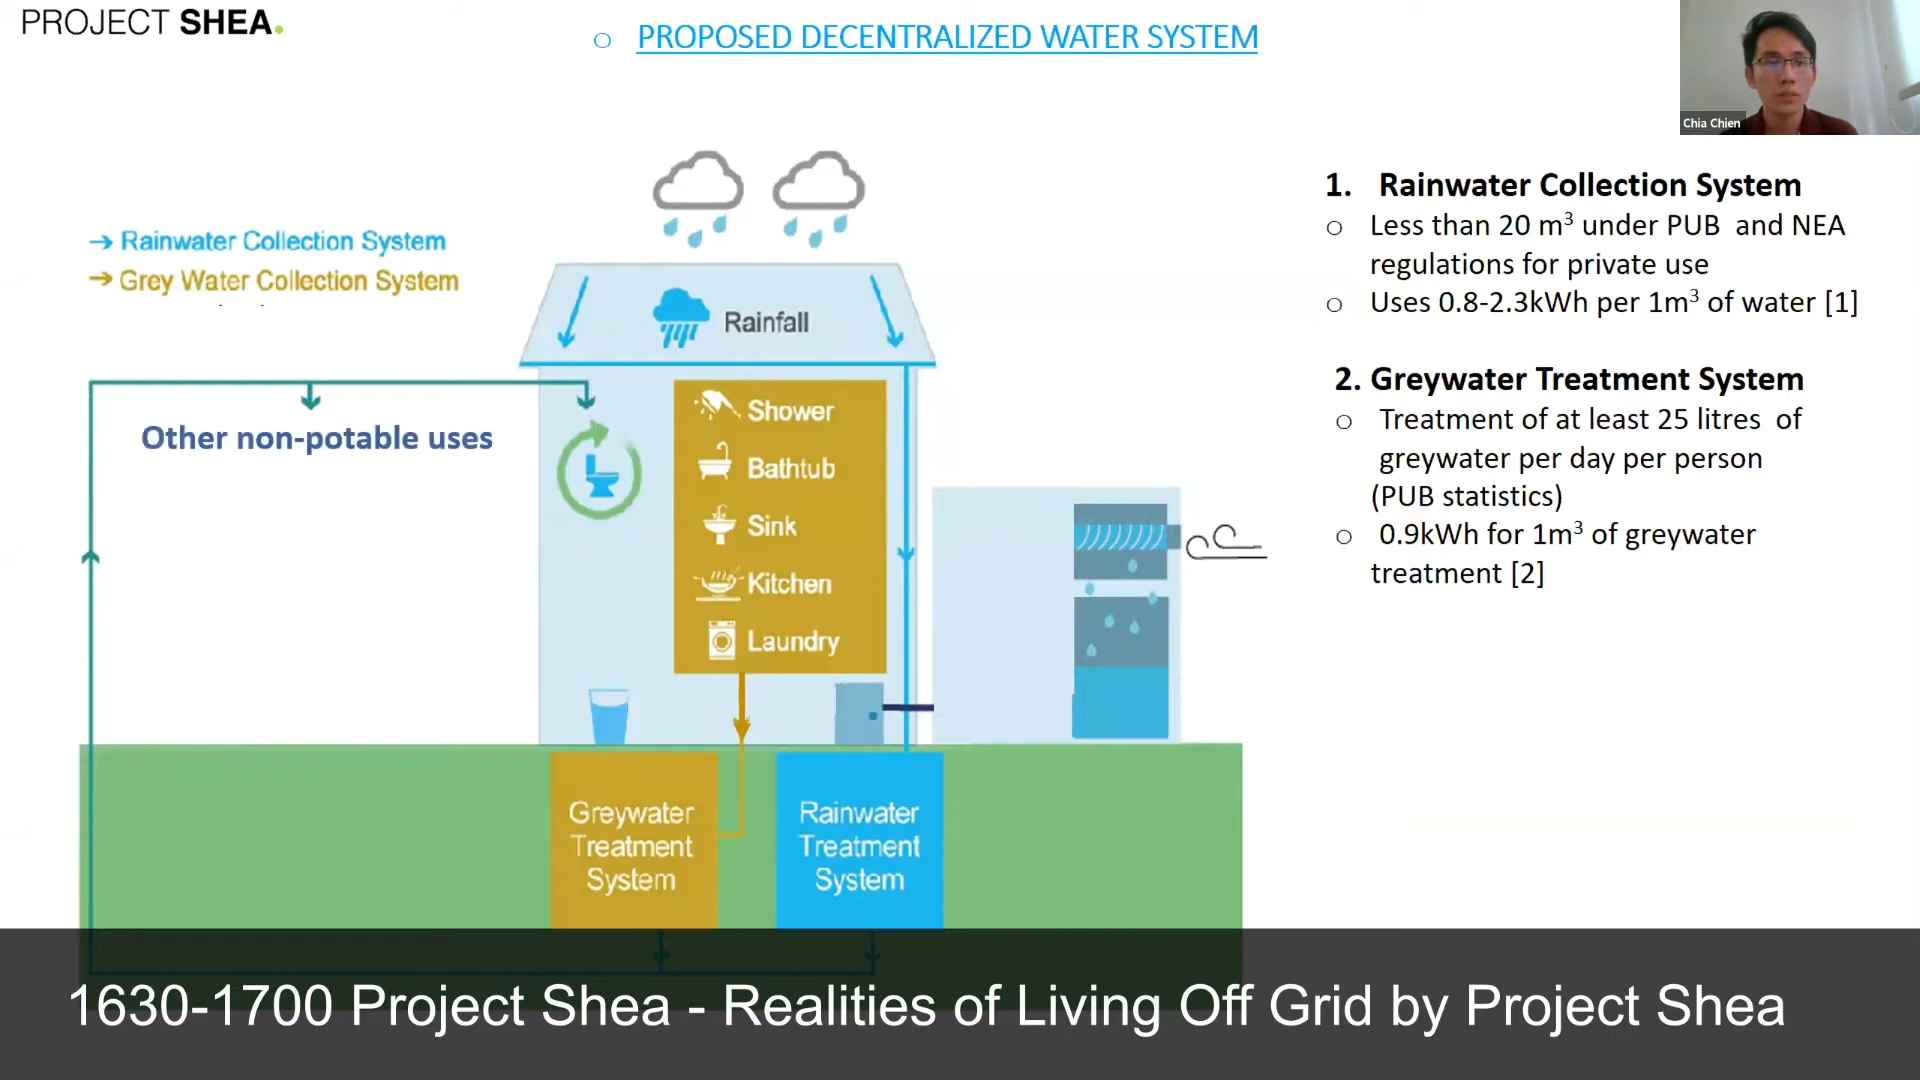 PROJECT SHEA.
o PROPOSED DECENTRALIZED WATER SYSTEM
Chia Chien
→ Rainwater Collection System
→ Grey Water Collection System
Rainfall
Other non-potable uses
Shower
Bathtub
Sink
Kitchen
Laundry
Greywater
Treatment
System
Rainwater
Treatment
System
1. Rainwater Collection System
o Less than 20 m³ under PUB and NEA
regulations for private use
o Uses 0.8-2.3kWh per 1m³ of water [1]
2. Greywater Treatment System
o Treatment of at least 25 litres of
greywater per day per person
(PUB statistics)
o 0.9kWh for 1m³ of greywater
treatment [2]
1630-1700 Project Shea - Realities of Living Off Grid by Project Shea